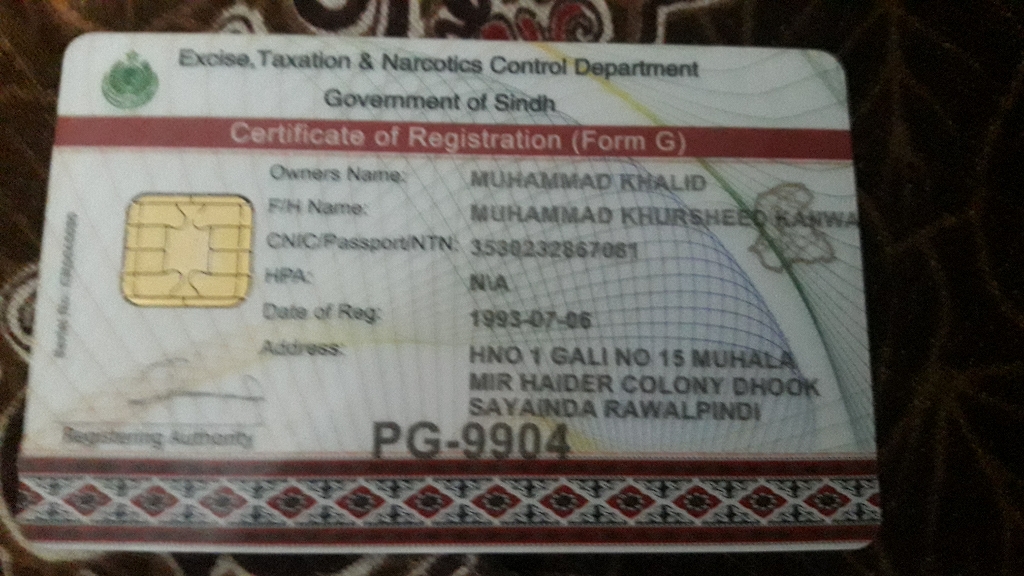 Excise, Taxation & Narcotics Control Department
Government of Sindh
Certificate of Registration (Form G)
Owners Name: MUHAMMAD KHALID
F/H Name: MUHAMMAD KHURSHEED KANWA
CNIC/Passport/NTN: 3530232867081
HPA: N\A
Date of Reg: 1993-07-06
Address: HNO 1 GALI NO 15 MUHALA
MIR HAIDER COLONY DHOOK
SAYAINDA RAWALPINDI
Registering Authority
PG-9904